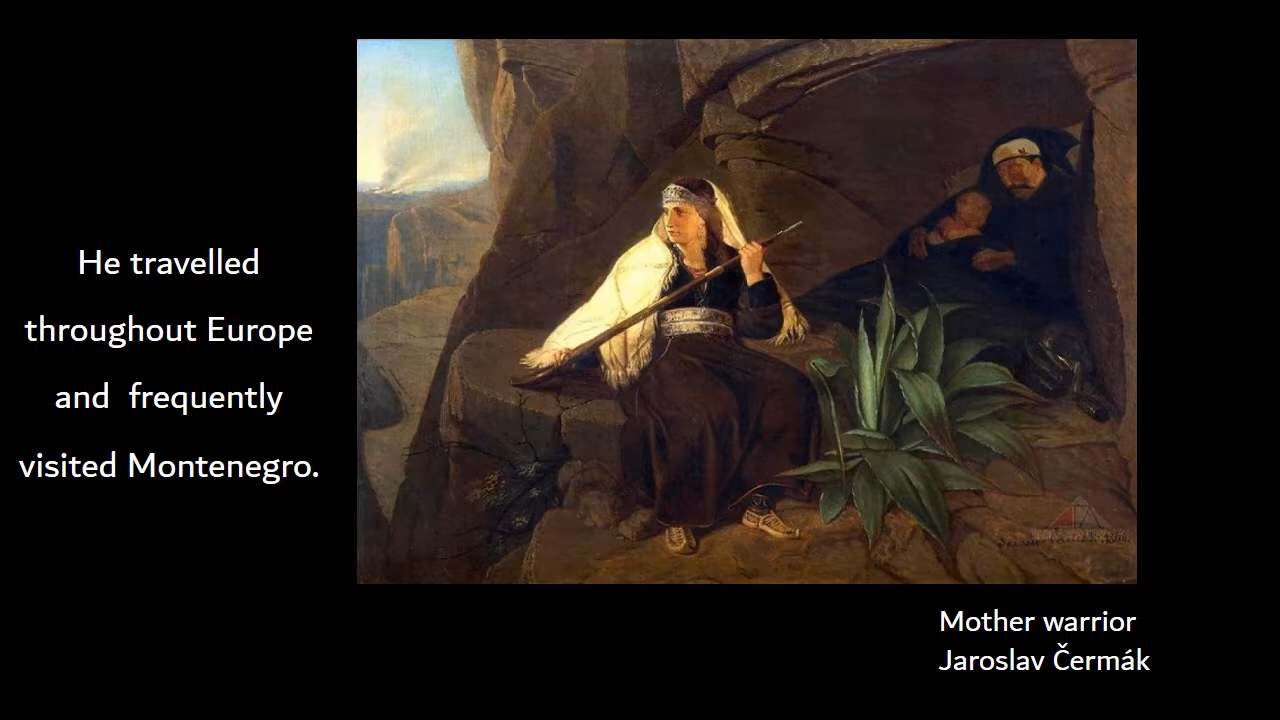 He travelled
throughout Europe
and  frequently
visited Montenegro.
Mother warrior
Jaroslav Čermák